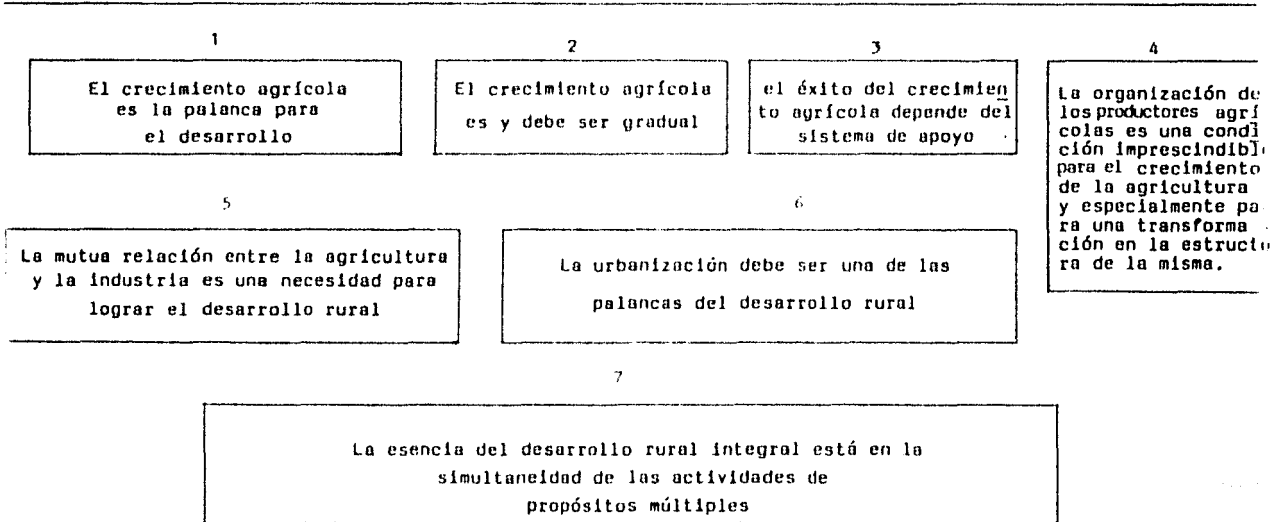 1
El crecimiento agrícola
es la palanca para
el desarrollo
2
El crecimiento agrícola
es y debe ser gradual
3
el éxito del crecimien
to agrícola depende del
sistema de apoyo
4
La organización de
los productores agrí
colas es una condi
ción imprescindible
para el crecimiento
de la agricultura
y especialmente pa
ra una transforma
ción en la estructu
ra de la misma.
5
La mutua relación entre la agricultura
y la industria es una necesidad para
lograr el desarrollo rural
6
La urbanización debe ser una de las
palancas del desarrollo rural
7
La esencia del desarrollo rural integral está en la
simultaneidad de las actividades de
propósitos múltiples